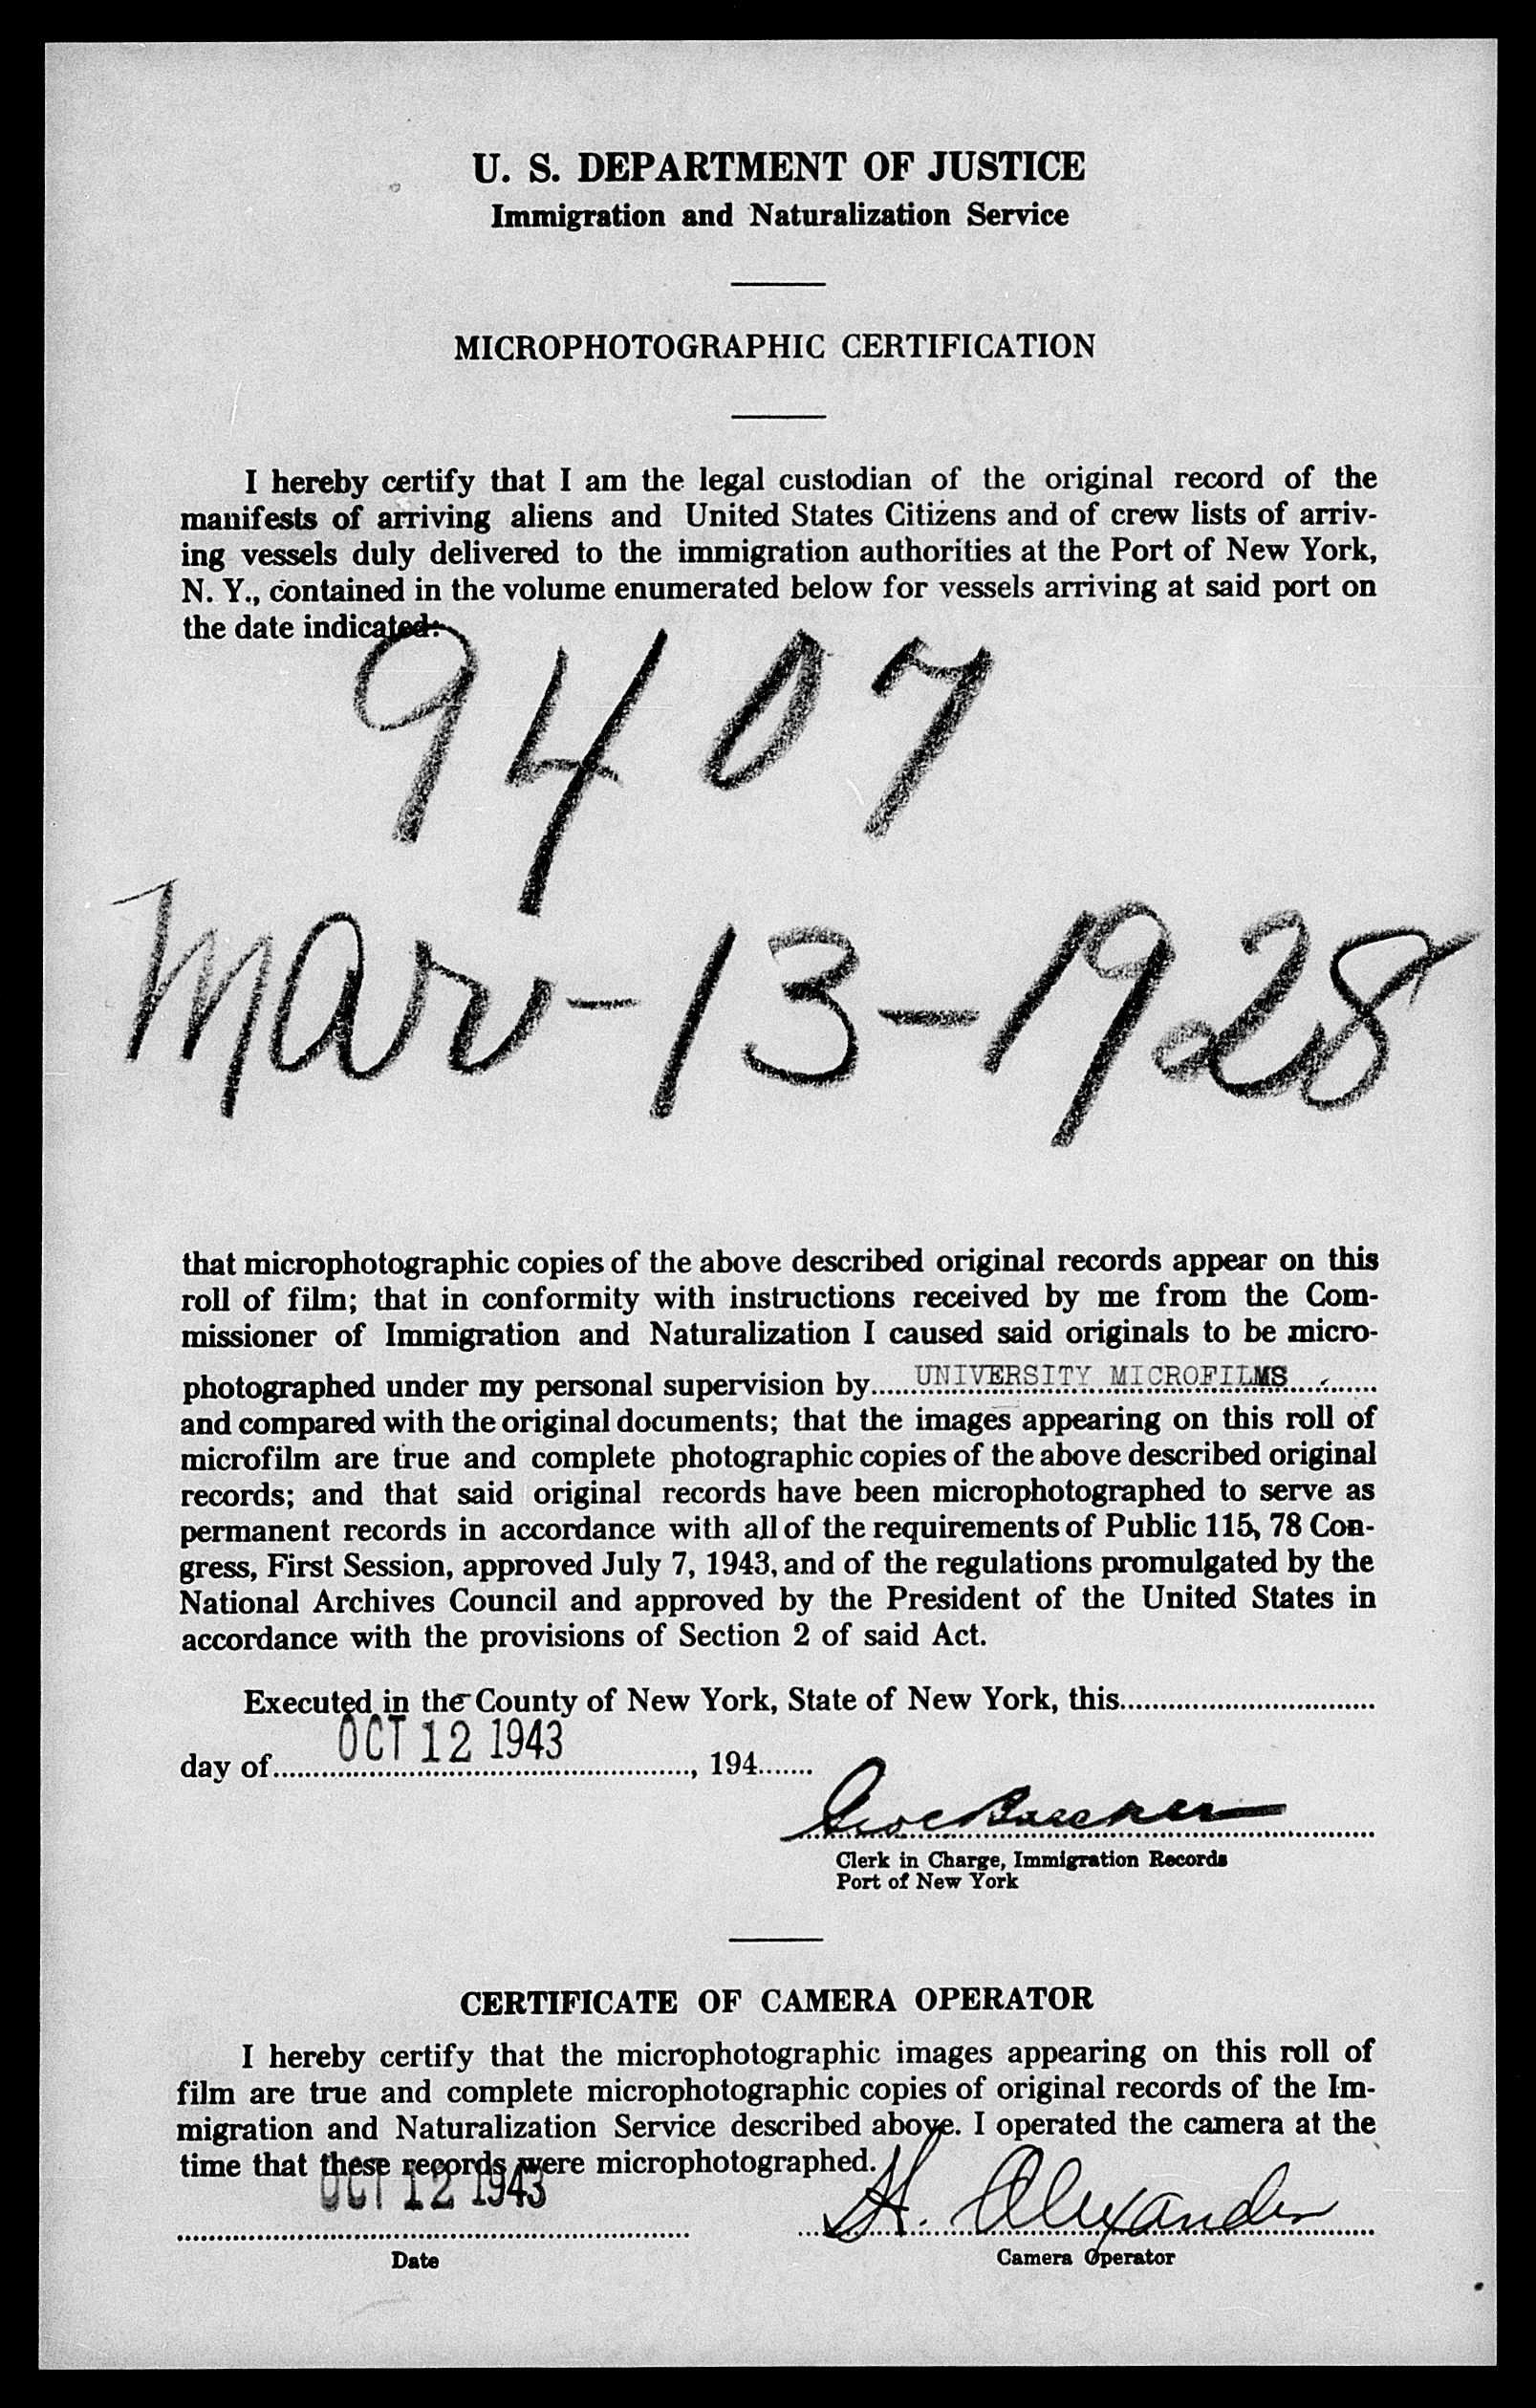 U. S. DEPARTMENT OF JUSTICE
Immigration and Naturalization Service
MICROPHOTOGRAPHIC CERTIFICATION
I hereby certify that I am the legal custodian of the original record of the
manifests of arriving aliens and United States Citizens and of crew lists of arriv-
ing vessels duly delivered to the immigration authorities at the Port of New York,
N. Y., contained in the volume enumerated below for vessels arriving at said port on
the date indicated:
9407
Mar-13-1928
that microphotographic copies of the above described original records appear on this
roll of film; that in conformity with instructions received by me from the Com-
missioner of Immigration and Naturalization I caused said originals to be micro-
photographed under my personal supervision by UNIVERSITY MICROFILMS
and compared with the original documents; that the images appearing on this roll of
microfilm are true and complete photographic copies of the above described original
records; and that said original records have been microphotographed to serve as
permanent records in accordance with all of the requirements of Public 115, 78 Con-
gress, First Session, approved July 7, 1943, and of the regulations promulgated by the
National Archives Council and approved by the President of the United States in
accordance with the provisions of Section 2 of said Act.
Executed in the County of New York, State of New York, this
OCT 12 1943
day of , 194
Clerk in Charge, Immigration Records
Port of New York
CERTIFICATE OF CAMERA OPERATOR
I hereby certify that the microphotographic images appearing on this roll of
film are true and complete microphotographic copies of original records of the Im-
migration and Naturalization Service described above. I operated the camera at the
time that these records were microphotographed.
OCT 12 1943
H. Alexander
Date
Camera Operator